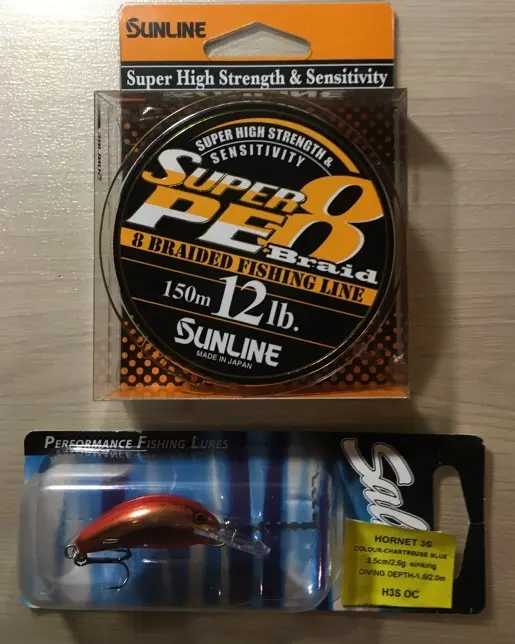 SUNLINE
Super High Strength & Sensitivity
SUPER HIGH STRENGTH &
SENSITIVITY
SUPER
PE 8
Braid
8 BRAIDED FISHING LINE
150m 12lb.
SUNLINE
MADE IN JAPAN
PERFORMANCE FISHING LURES
HORNET 3S
COLOUR-CHARTREUSE BLUE
3,5cm/2,6g sinking
DIVING DEPTH-1,5/2,0m
H3S OC